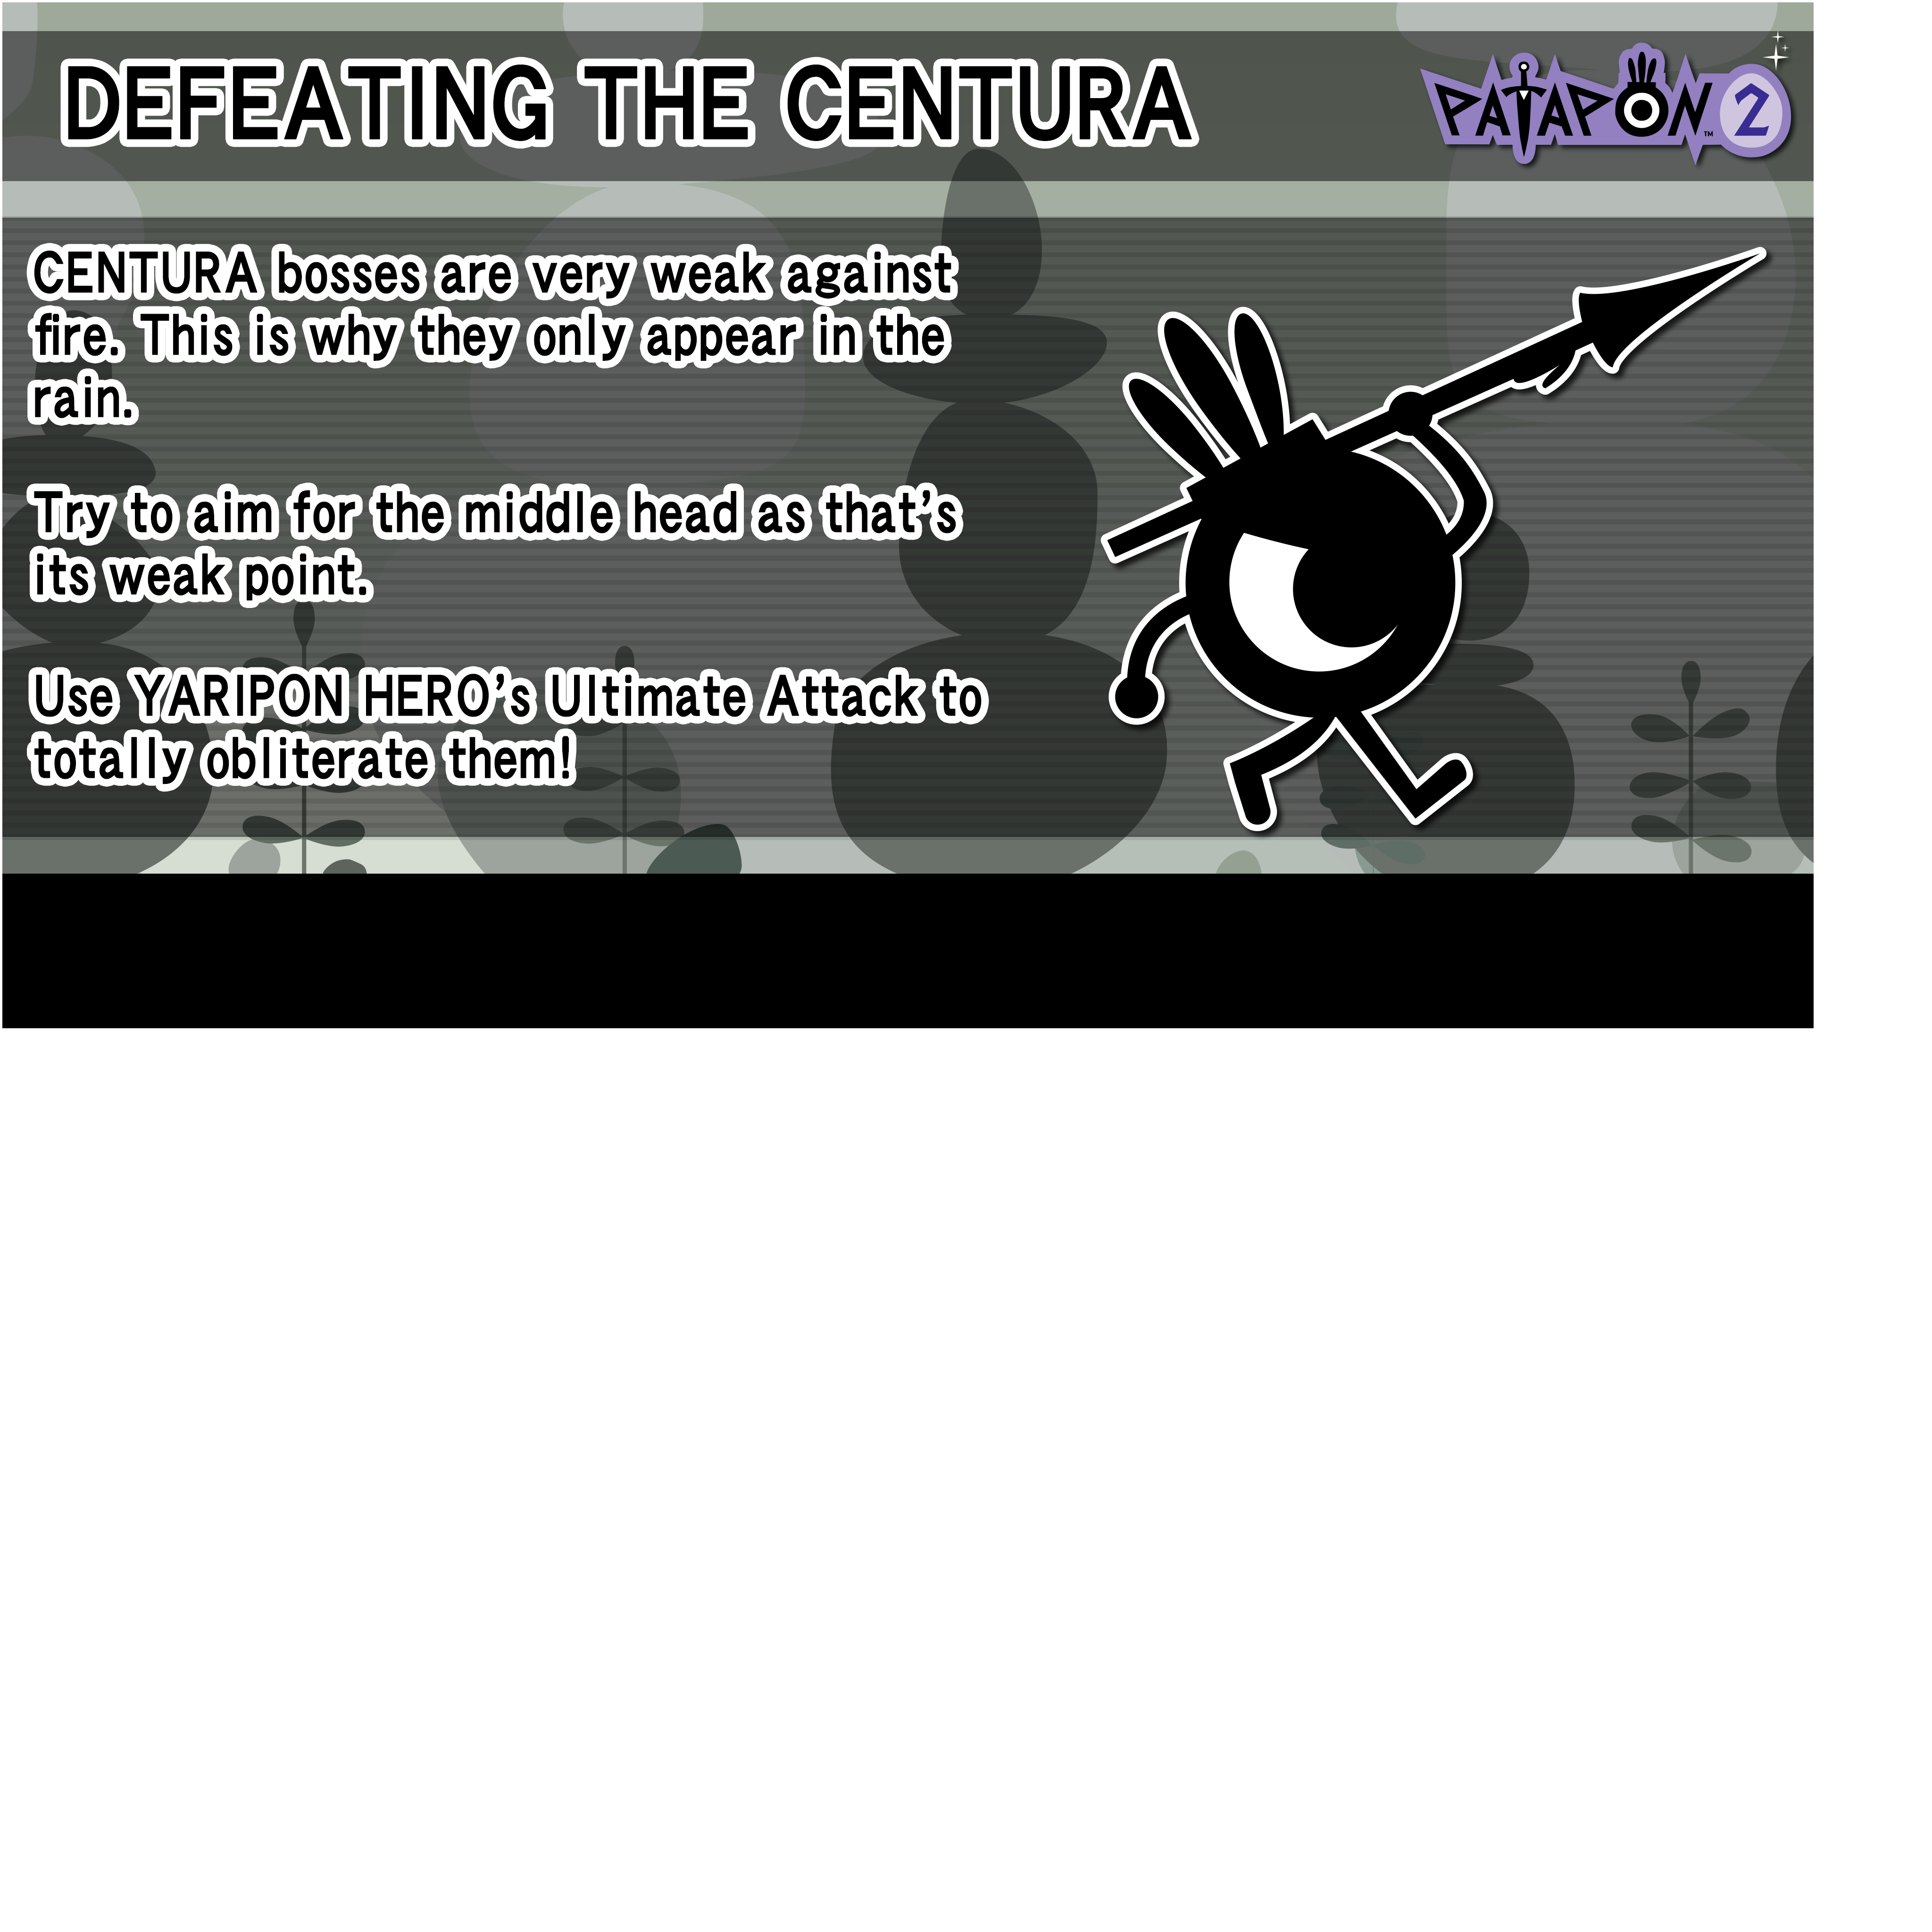 DEFEATING THE CENTURA
PATAPON™ Z
CENTURA bosses are very weak against
fire. This is why they only appear in the
rain.
Try to aim for the middle head as that's
its weak point.
Use YARIPON HERO's Ultimate Attack to
totally obliterate them!